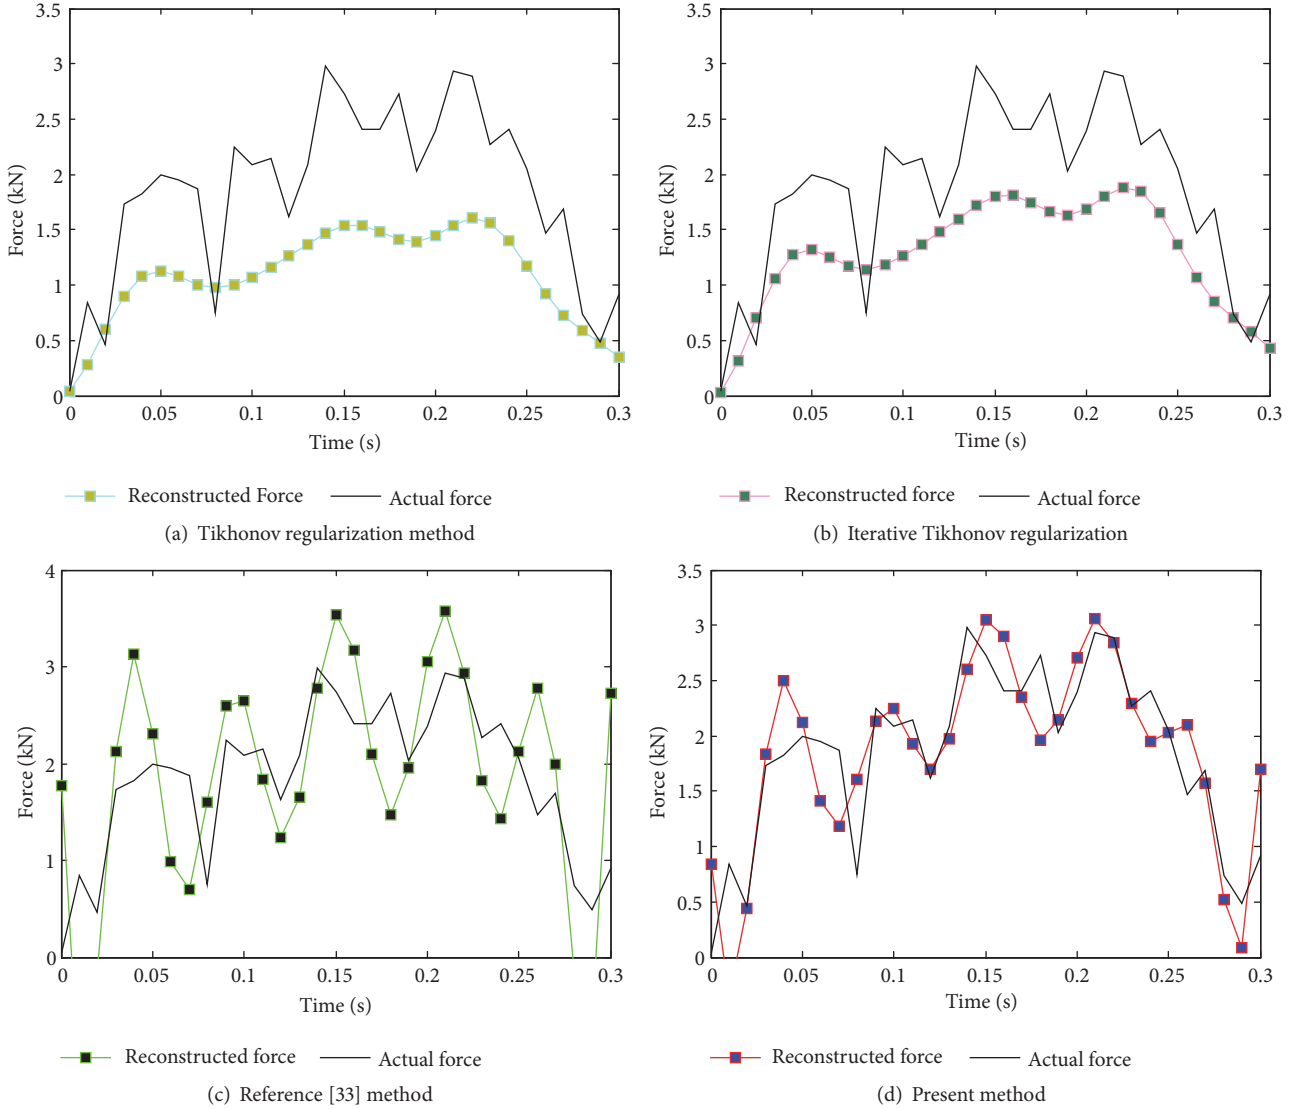 3.5
3
2.5
2
1.5
1
0.5
0
Force (kN)
0 0.05 0.1 0.15 0.2 0.25 0.3
Time (s)
Reconstructed Force Actual force
(a) Tikhonov regularization method
3.5
3
2.5
2
1.5
1
0.5
0
Force (kN)
0 0.05 0.1 0.15 0.2 0.25 0.3
Time (s)
Reconstructed force Actual force
(b) Iterative Tikhonov regularization
4
3
2
1
0
Force (kN)
0 0.05 0.1 0.15 0.2 0.25 0.3
Time (s)
Reconstructed force Actual force
(c) Reference [33] method
3.5
3
2.5
2
1.5
1
0.5
0
Force (kN)
0 0.05 0.1 0.15 0.2 0.25 0.3
Time (s)
Reconstructed force Actual force
(d) Present method